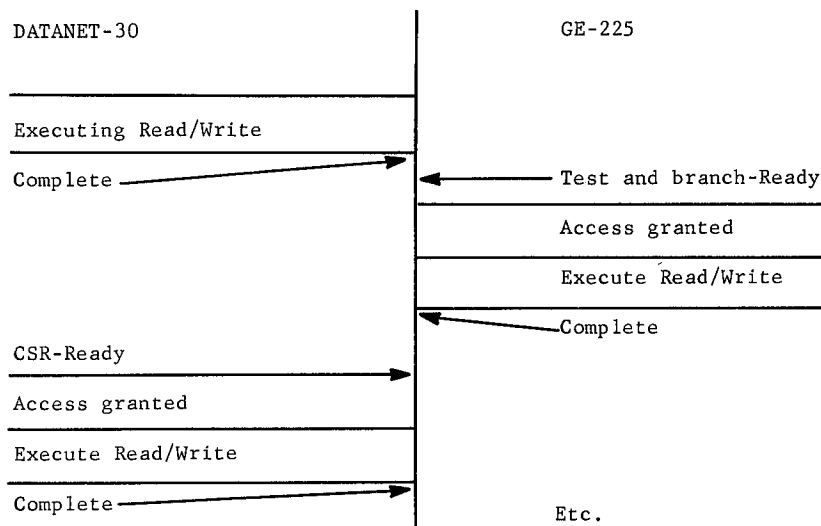 DATANET-30
GE-225
Executing Read/Write
Complete
Test and branch-Ready
Access granted
Execute Read/Write
Complete
CSR-Ready
Access granted
Execute Read/Write
Complete
Etc.